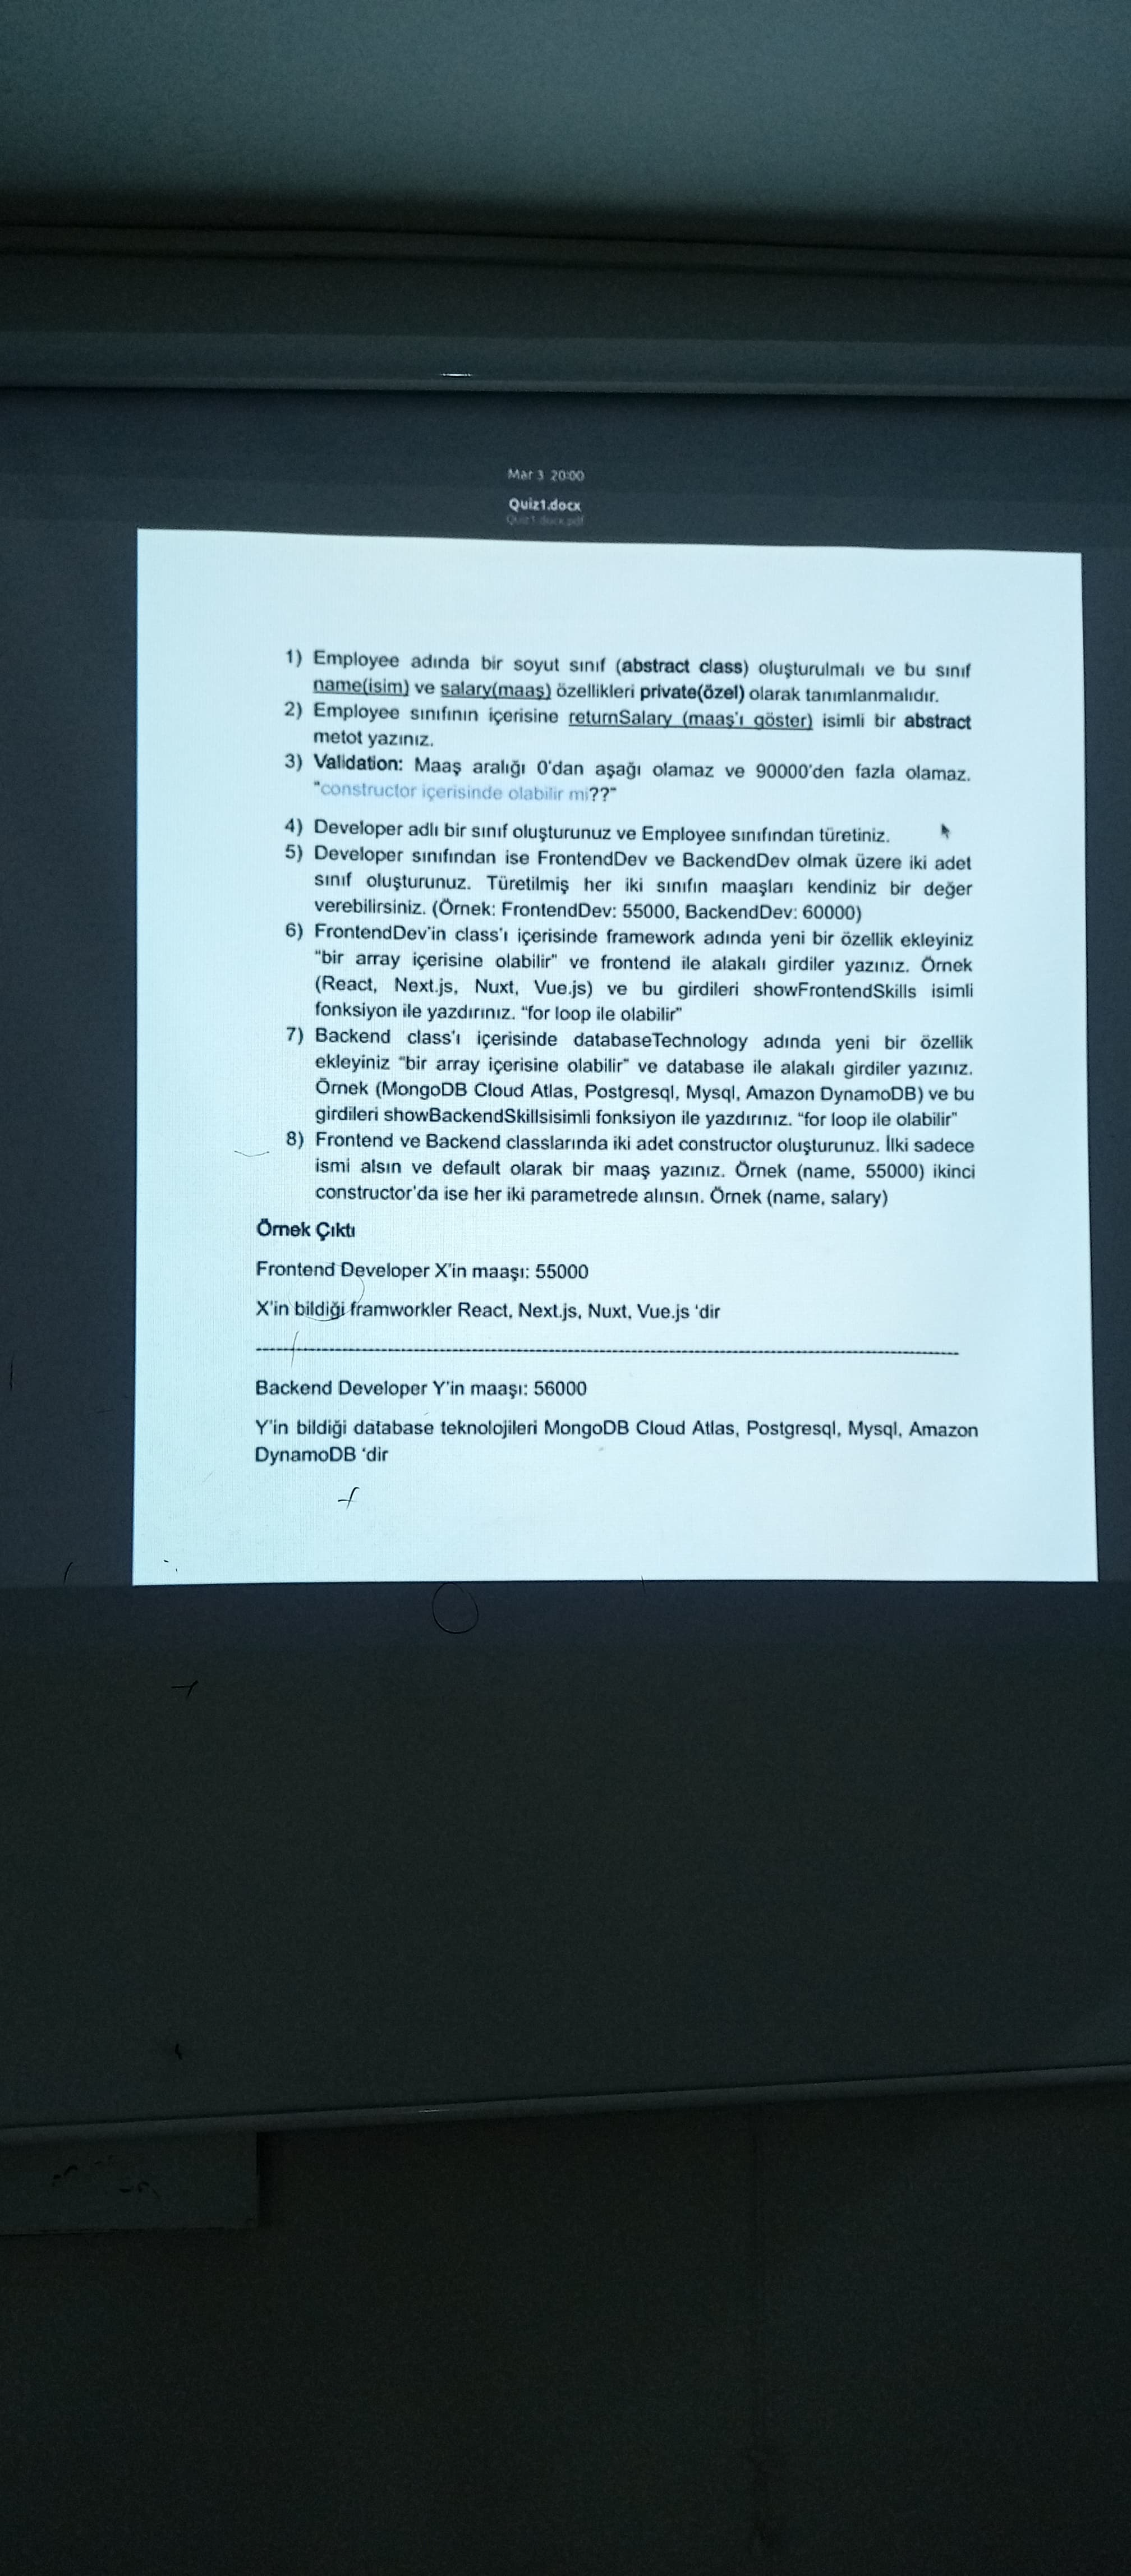 Mar 3 20:00
Quiz1.docx
Quiz1.docx.pdf
1) Employee adında bir soyut sınıf (abstract class) oluşturulmalı ve bu sınıf
name(isim) ve salary(maaş) özellikleri private(özel) olarak tanımlanmalıdır.
2) Employee sınıfının içerisine returnSalary (maaş'ı göster) isimli bir abstract
metot yazınız.
3) Validation: Maaş aralığı 0'dan aşağı olamaz ve 90000'den fazla olamaz.
"constructor içerisinde olabilir mi??"
4) Developer adlı bir sınıf oluşturunuz ve Employee sınıfından türetiniz.
5) Developer sınıfından ise FrontendDev ve BackendDev olmak üzere iki adet
sınıf oluşturunuz. Türetilmiş her iki sınıfın maaşları kendiniz bir değer
verebilirsiniz. (Örnek: FrontendDev: 55000, BackendDev: 60000)
6) FrontendDev'in class'ı içerisinde framework adında yeni bir özellik ekleyiniz
"bir array içerisine olabilir" ve frontend ile alakalı girdiler yazınız. Örnek
(React, Next.js, Nuxt, Vue.js) ve bu girdileri showFrontendSkills isimli
fonksiyon ile yazdırınız. "for loop ile olabilir"
7) Backend class'ı içerisinde databaseTechnology adında yeni bir özellik
ekleyiniz "bir array içerisine olabilir" ve database ile alakalı girdiler yazınız.
Örnek (MongoDB Cloud Atlas, Postgresql, Mysql, Amazon DynamoDB) ve bu
girdileri showBackendSkillsisimli fonksiyon ile yazdırınız. "for loop ile olabilir"
8) Frontend ve Backend classlarında iki adet constructor oluşturunuz. İlki sadece
ismi alsın ve default olarak bir maaş yazınız. Örnek (name, 55000) ikinci
constructor'da ise her iki parametrede alınsın. Örnek (name, salary)
Örnek Çıktı
Frontend Developer X'in maaşı: 55000
X'in bildiği framworkler React, Next.js, Nuxt, Vue.js 'dir
Backend Developer Y'in maaşı: 56000
Y'in bildiği database teknolojileri MongoDB Cloud Atlas, Postgresql, Mysql, Amazon
DynamoDB 'dir